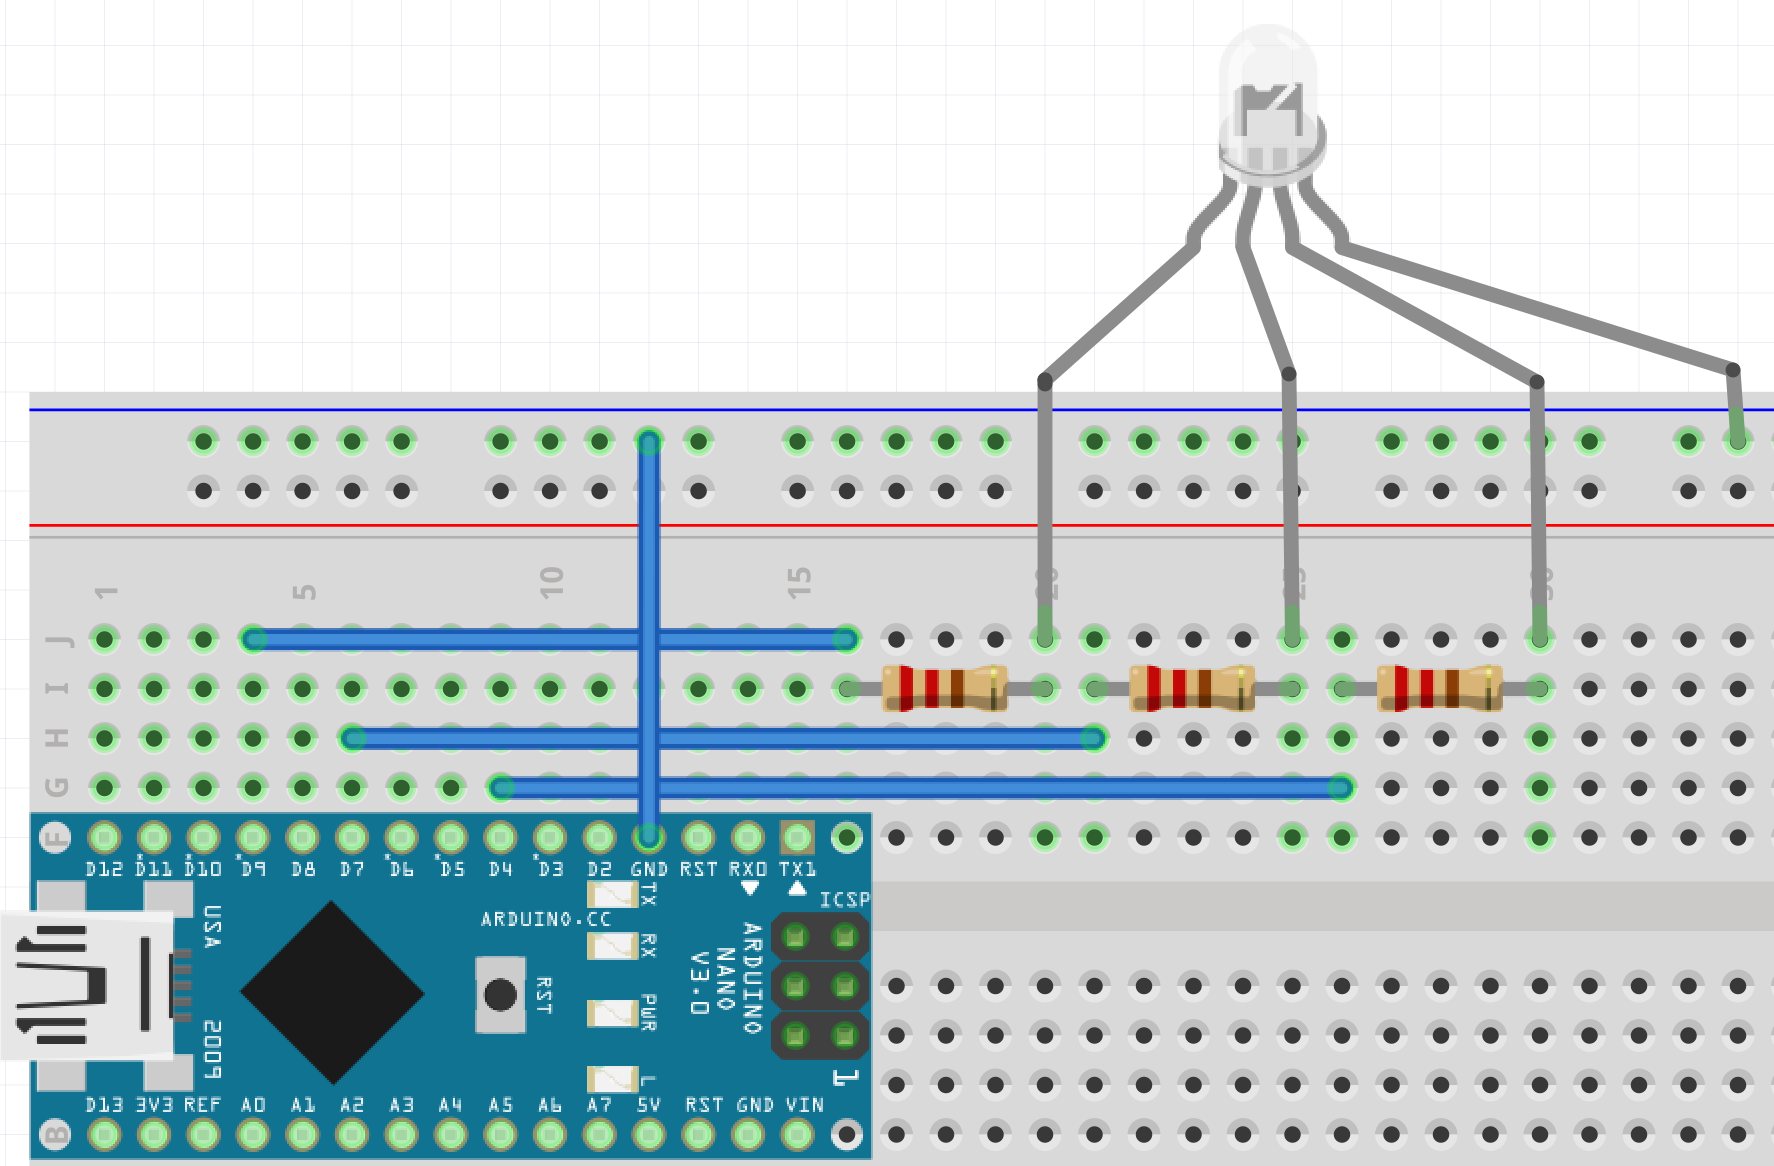 1 5 10 15 20 25 30
J
I
H
G
F
D12 D11 D10 D9 D8 D7 D6 D5 D4 D3 D2 GND RST RX0 TX1
ICSP
USA
TX
ARDUINO.CC
RX
RST
PWR
ARDUINO
NANO
V3.0
2009
L
1
D13 3V3 REF A0 A1 A2 A3 A4 A5 A6 A7 5V RST GND VIN
B